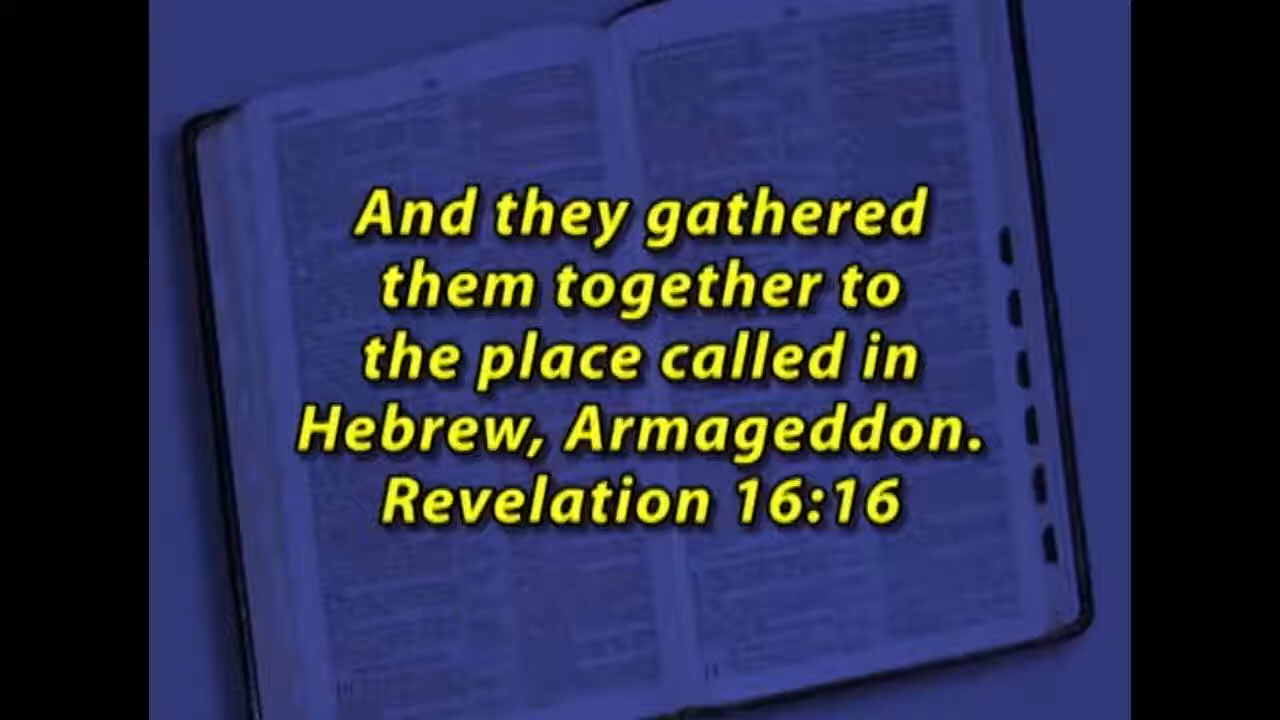 And they gathered
them together to
the place called in
Hebrew, Armageddon.
Revelation 16:16